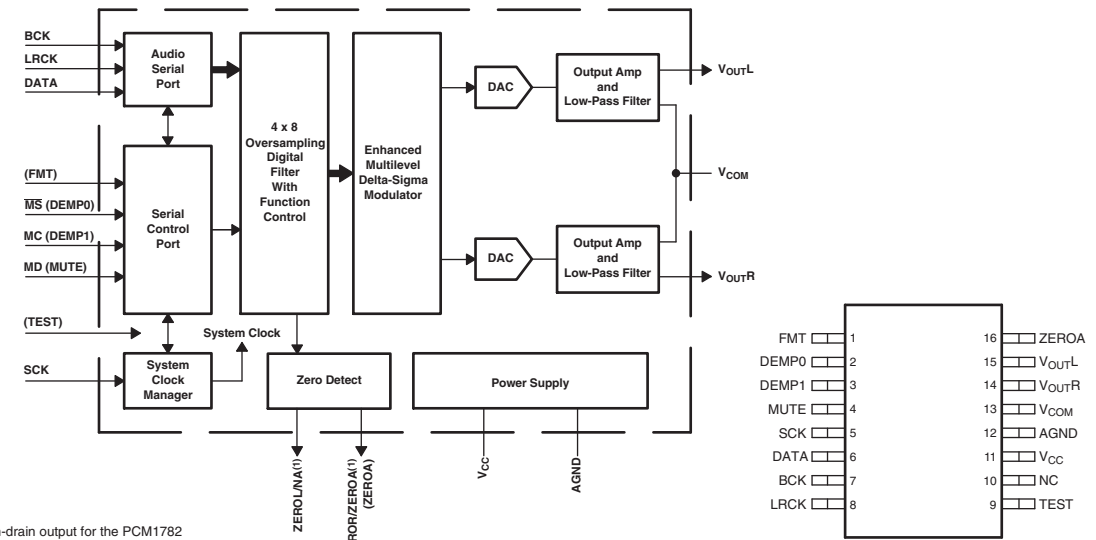 BCK
LRCK
DATA
Audio
Serial
Port
(FMT)
MS (DEMP0)
MC (DEMP1)
MD (MUTE)
Serial
Control
Port
(TEST)
SCK
System
Clock
Manager
System Clock
4 x 8
Oversampling
Digital
Filter
With
Function
Control
Enhanced
Multilevel
Delta-Sigma
Modulator
DAC
Output Amp
and
Low-Pass Filter
VOUTL
VCOM
DAC
Output Amp
and
Low-Pass Filter
VOUTR
Zero Detect
Power Supply
ZEROL/NA(1)
ROR/ZEROA(1)
(ZEROA)
VCC
AGND
n-drain output for the PCM1782
FMT 1
DEMP0 2
DEMP1 3
MUTE 4
SCK 5
DATA 6
BCK 7
LRCK 8
16 ZEROA
15 VOUTL
14 VOUTR
13 VCOM
12 AGND
11 VCC
10 NC
9 TEST